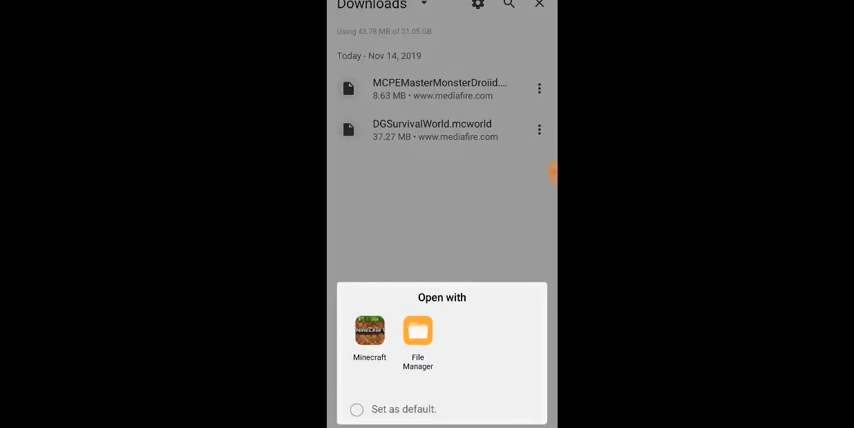 Downloads
Using 43.78 MB of 21.05 GB
Today - Nov 14, 2019
MCPEMasterMonsterDroiid....
8.63 MB • www.mediafire.com
DGSurvivalWorld.mcworld
37.27 MB • www.mediafire.com
Open with
Minecraft
File
Manager
Set as default.